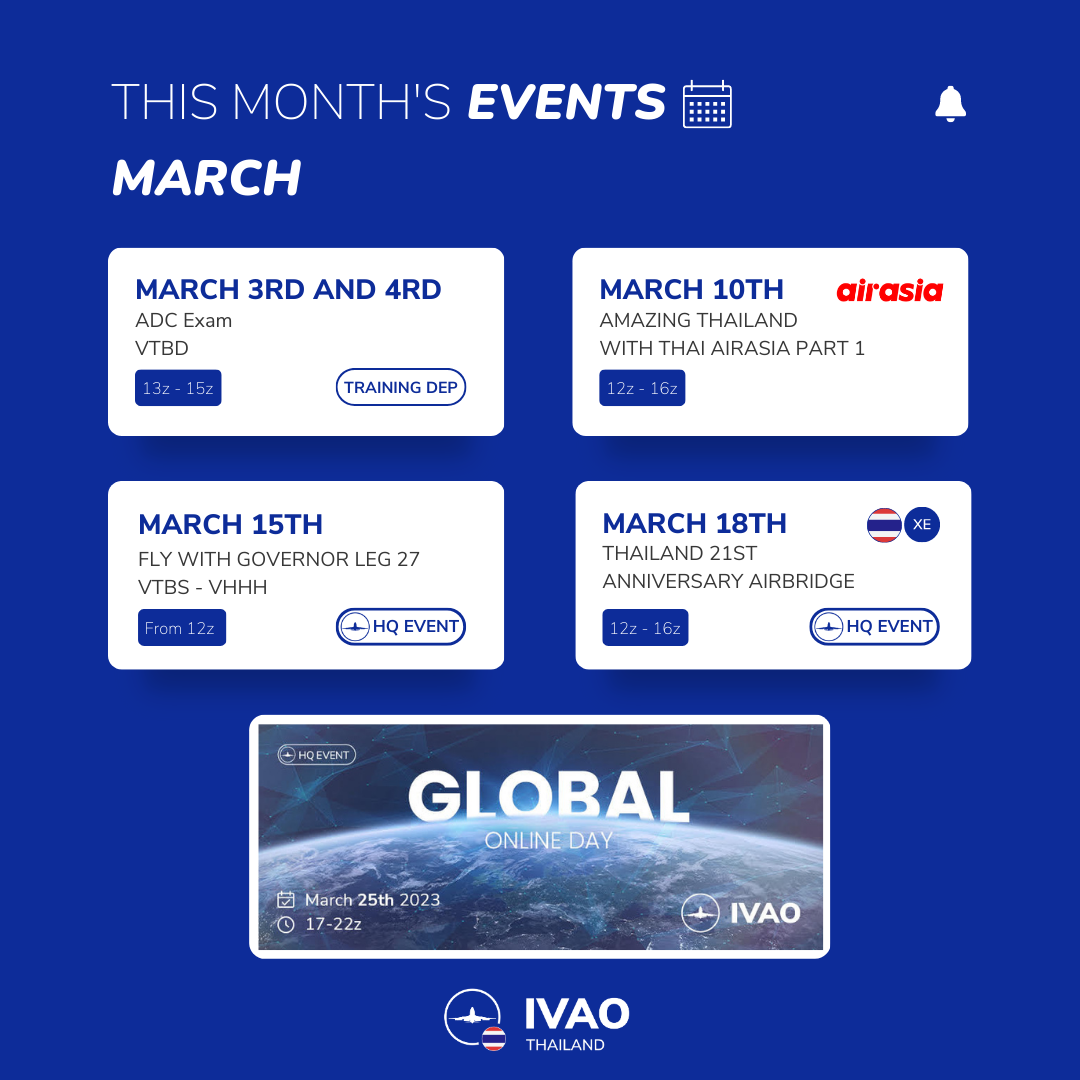 THIS MONTH'S EVENTS
MARCH
MARCH 3RD AND 4RD
ADC Exam
VTBD
13z - 15z
TRAINING DEP
MARCH 10TH
airasia
AMAZING THAILAND
WITH THAI AIRASIA PART 1
12z - 16z
MARCH 15TH
FLY WITH GOVERNOR LEG 27
VTBS - VHHH
From 12z
HQ EVENT
MARCH 18TH
XE
THAILAND 21ST
ANNIVERSARY AIRBRIDGE
12z - 16z
HQ EVENT
HQ EVENT
GLOBAL
ONLINE DAY
March 25th 2023
17-22z
IVAO
IVAO
THAILAND